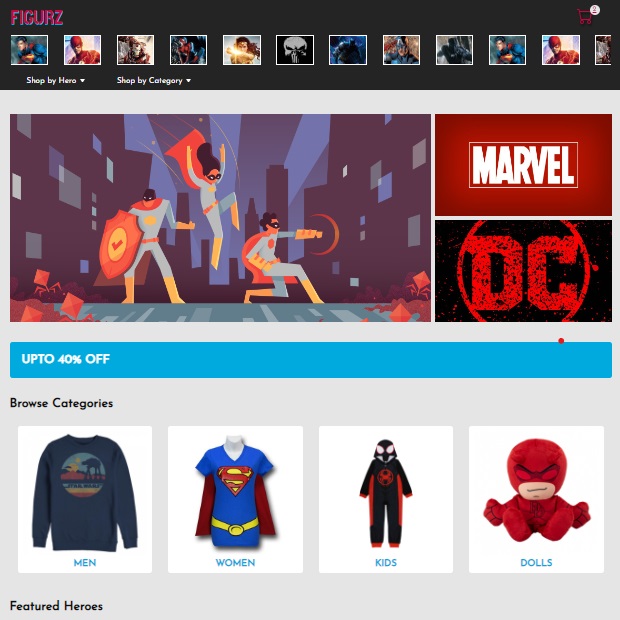 FIGURZ
Shop by Hero
Shop by Category
MARVEL
DC
UPTO 40% OFF
Browse Categories
MEN
WOMEN
KIDS
DOLLS
Featured Heroes